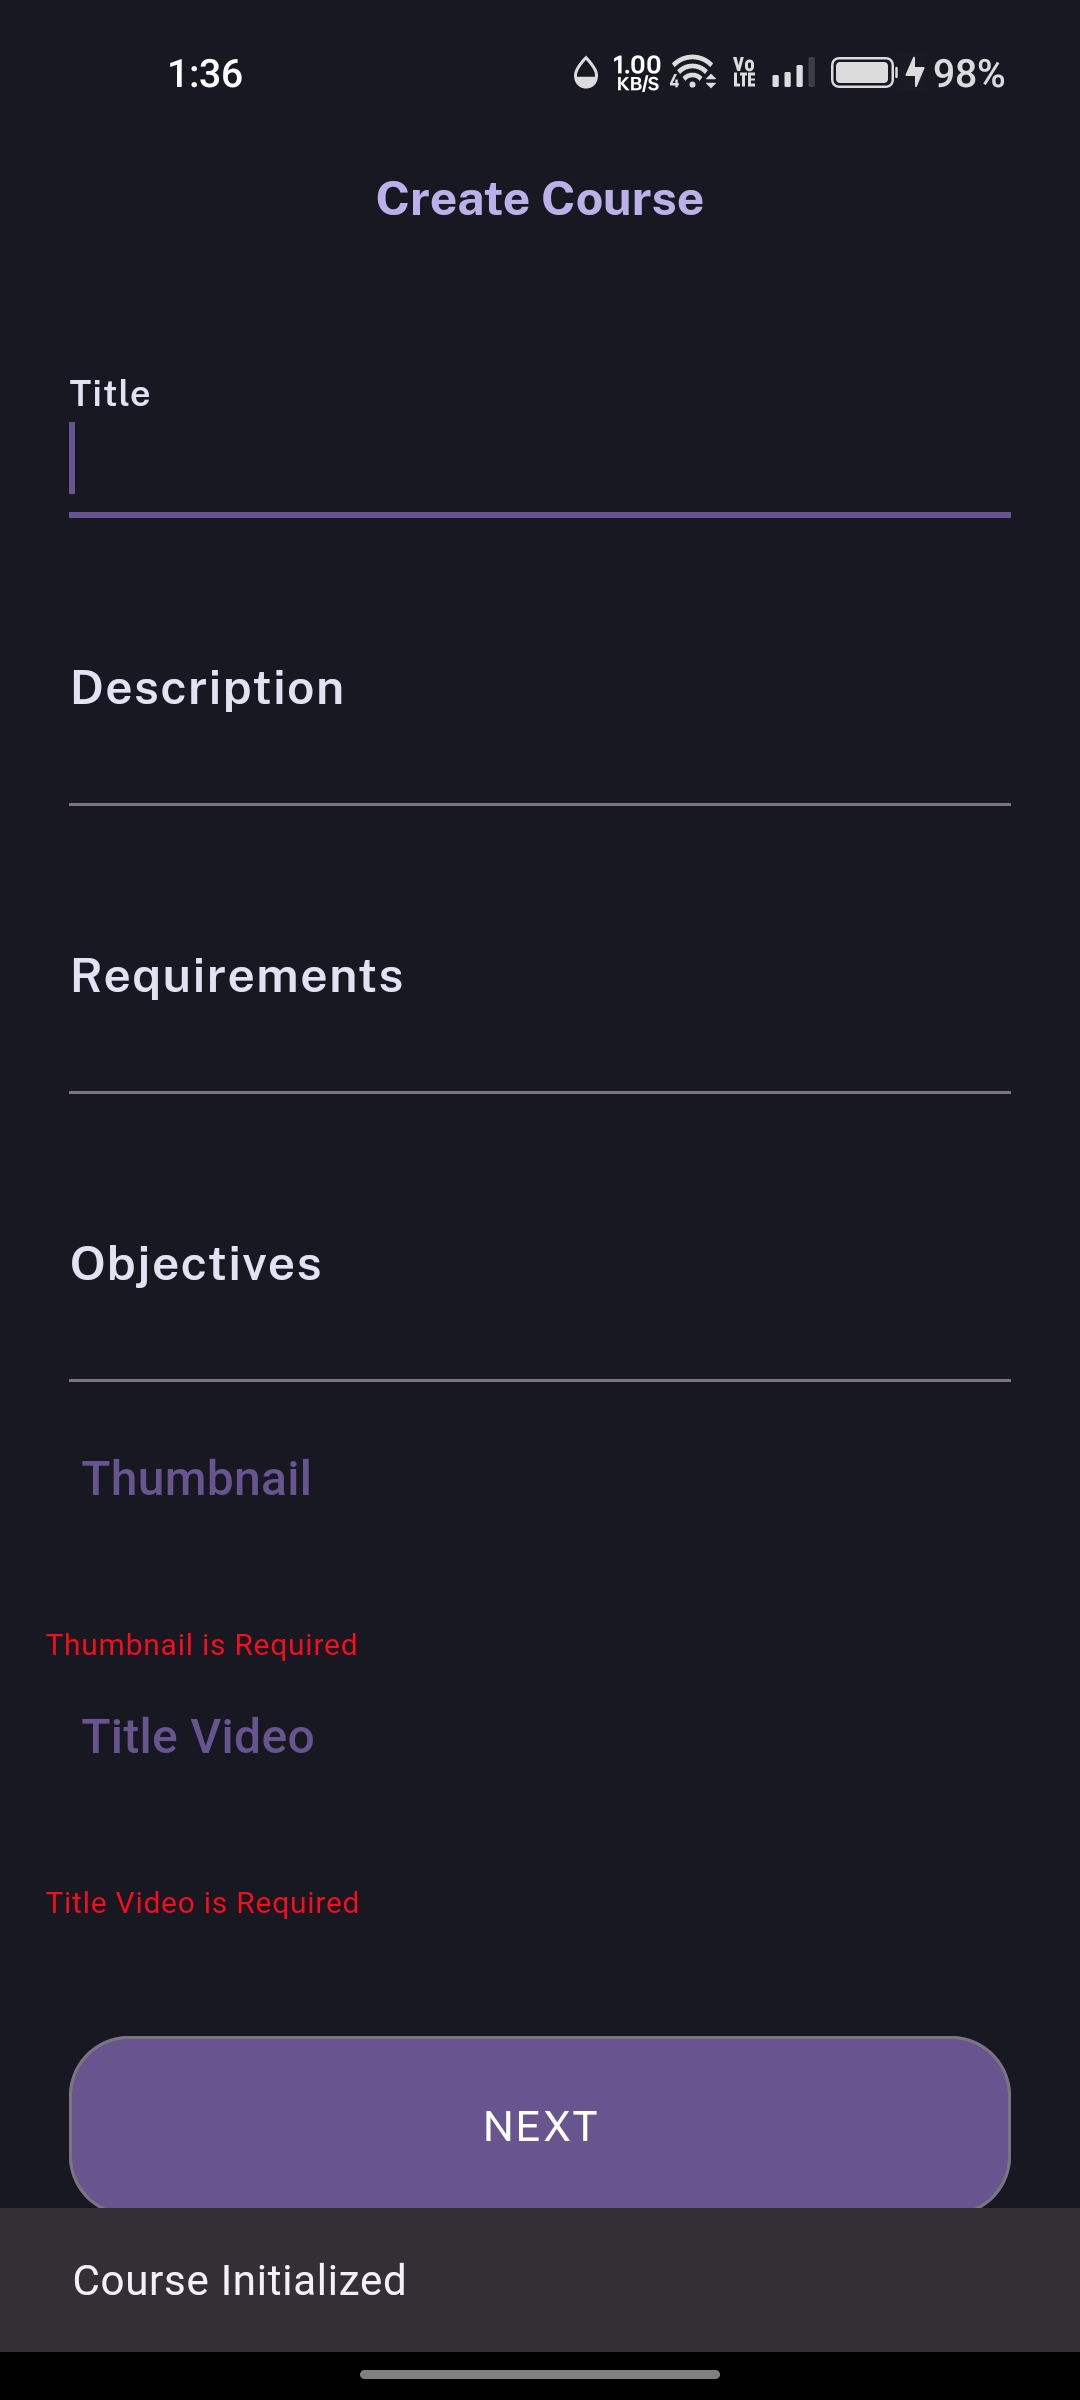 1:36 1.00 KB/S 4 Vo LTE 98%
Create Course
Title
Description
Requirements
Objectives
Thumbnail
Thumbnail is Required
Title Video
Title Video is Required
NEXT
Course Initialized